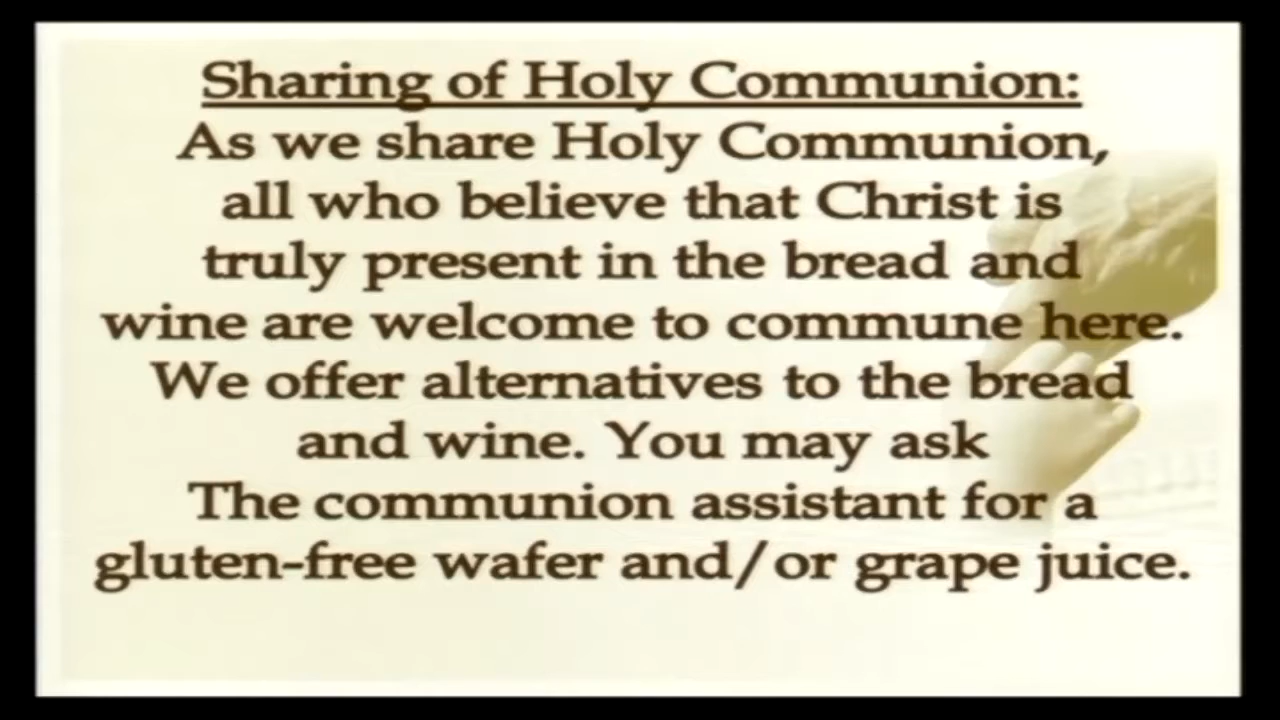 Sharing of Holy Communion:
As we share Holy Communion,
all who believe that Christ is
truly present in the bread and
wine are welcome to commune here.
We offer alternatives to the bread
and wine. You may ask
The communion assistant for a
gluten-free wafer and/or grape juice.